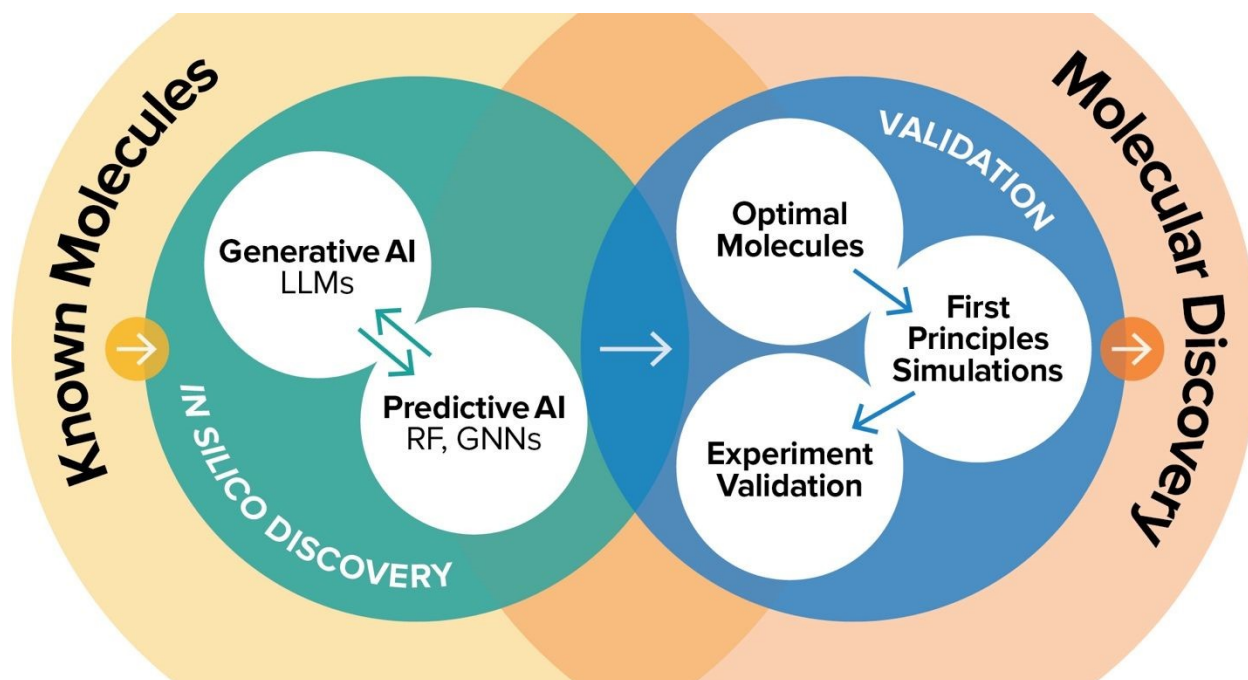 Known Molecules
IN SILICO DISCOVERY
Generative AI
LLMs
Predictive AI
RF, GNNs
VALIDATION
Optimal
Molecules
First
Principles
Simulations
Experiment
Validation
Molecular Discovery